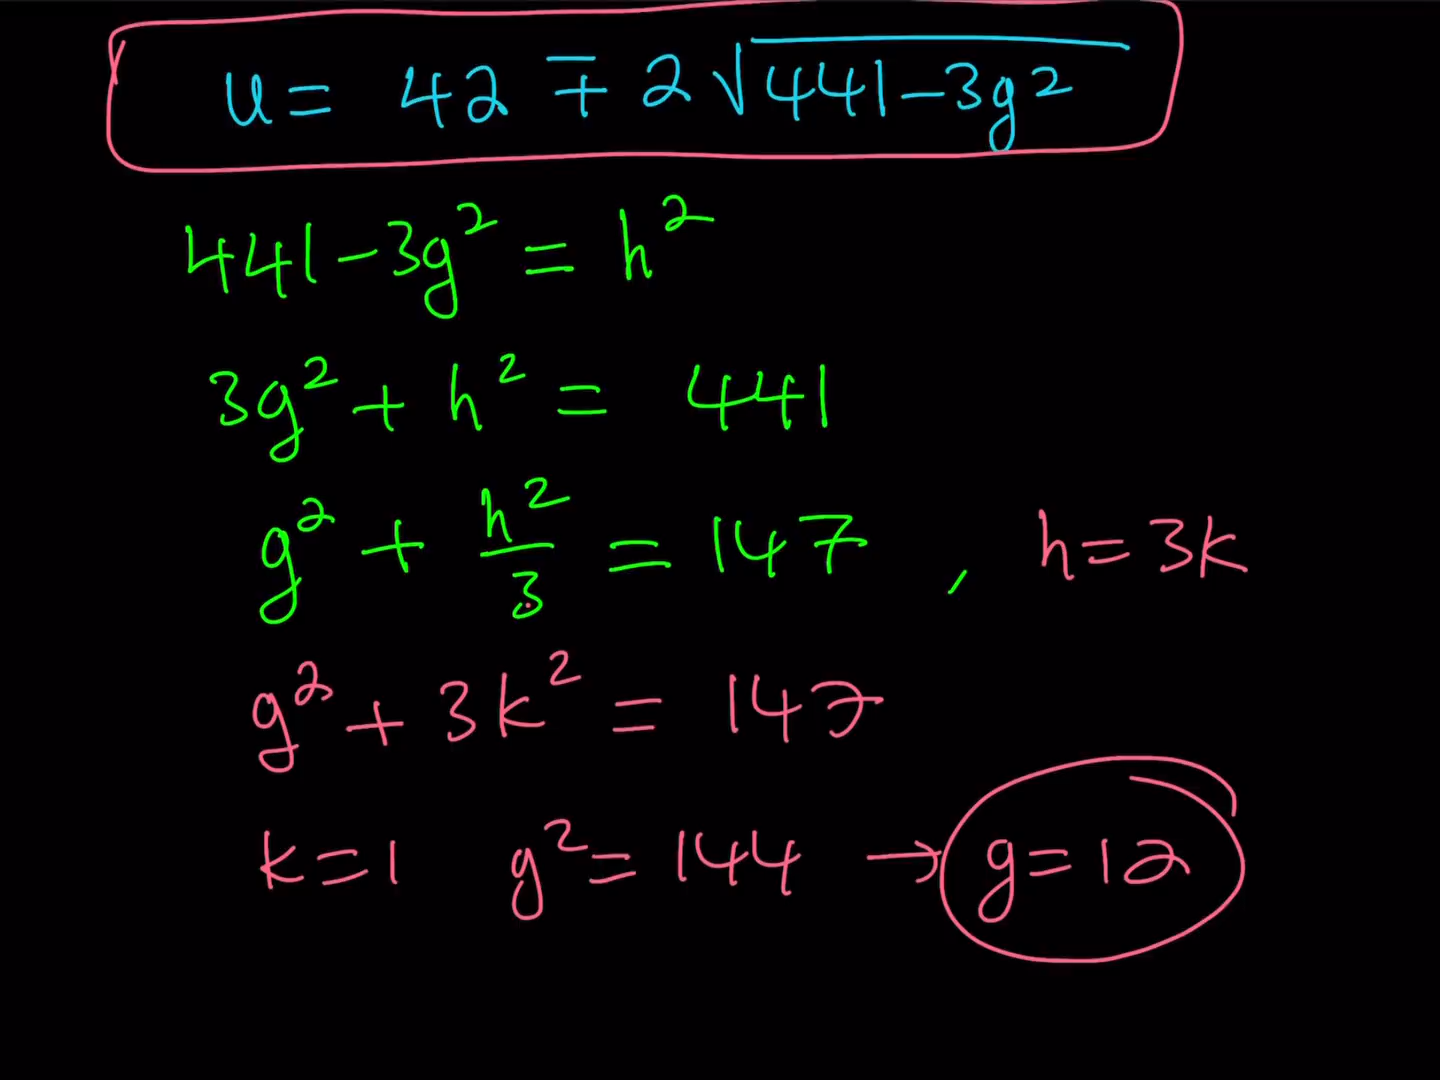 u = 42 ∓ 2√441-3g²
441-3g² = h²
3g² + h² = 441
g² + h²/3 = 147 , h=3k
g² + 3k² = 147
k=1 g² = 144 → g=12